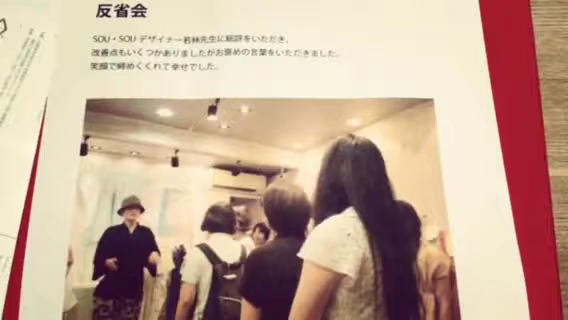 反省会
SOU・SOU デザイナー若林先生に総評をいただき、
改善点もいくつかありましたがお褒めの言葉をいただきました。
笑顔で締めくくれて幸せでした。